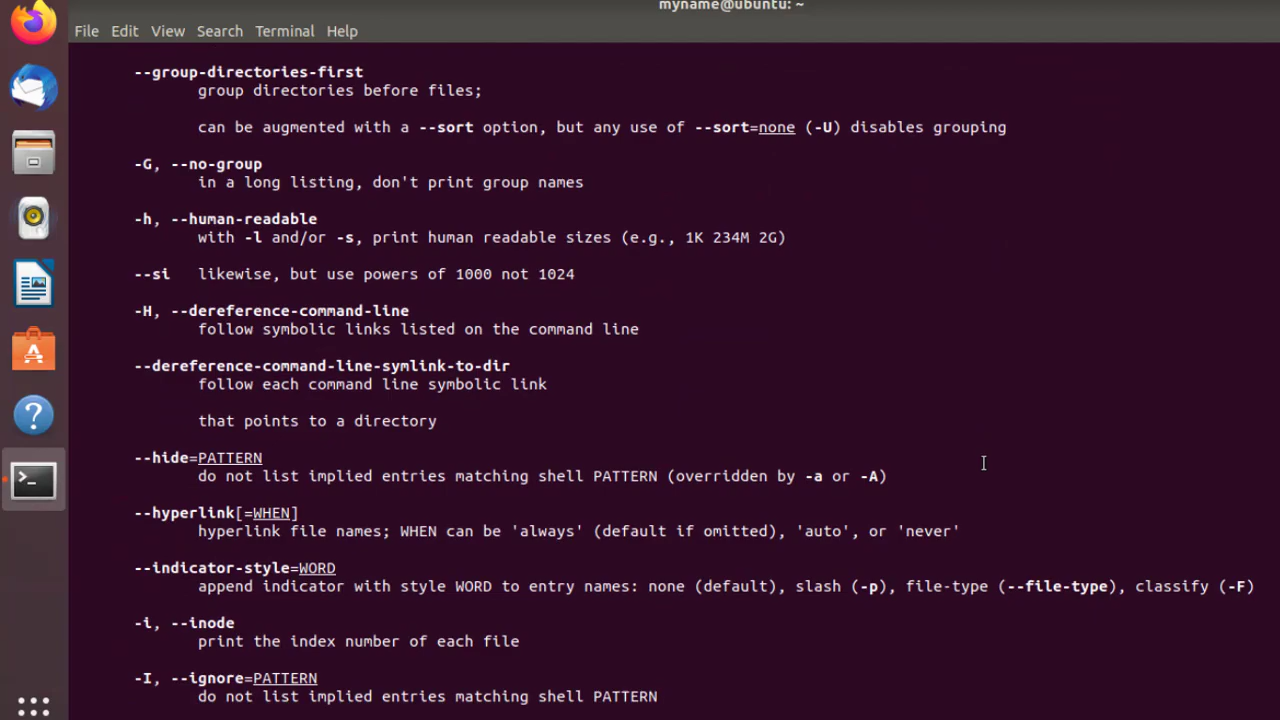 myname@ubuntu: ~
File Edit View Search Terminal Help
--group-directories-first
group directories before files;
can be augmented with a --sort option, but any use of --sort=none (-U) disables grouping
-G, --no-group
in a long listing, don't print group names
-h, --human-readable
with -l and/or -s, print human readable sizes (e.g., 1K 234M 2G)
--si likewise, but use powers of 1000 not 1024
-H, --dereference-command-line
follow symbolic links listed on the command line
--dereference-command-line-symlink-to-dir
follow each command line symbolic link
that points to a directory
--hide=PATTERN
do not list implied entries matching shell PATTERN (overridden by -a or -A)
--hyperlink[=WHEN]
hyperlink file names; WHEN can be 'always' (default if omitted), 'auto', or 'never'
--indicator-style=WORD
append indicator with style WORD to entry names: none (default), slash (-p), file-type (--file-type), classify (-F)
-i, --inode
print the index number of each file
-I, --ignore=PATTERN
do not list implied entries matching shell PATTERN